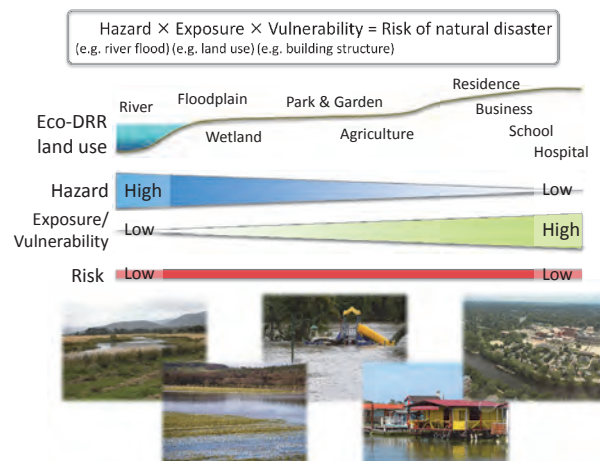 Hazard × Exposure × Vulnerability = Risk of natural disaster
(e.g. river flood) (e.g. land use) (e.g. building structure)
River
Floodplain
Park & Garden
Residence
Eco-DRR
land use
Wetland
Agriculture
Business
School
Hospital
Hazard
High
Low
Exposure/
Vulnerability
Low
High
Risk
Low
Low